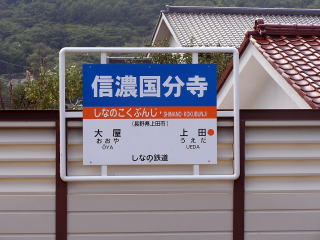 信濃国分寺
しなのこくぶんじ・SHINANO-KOKUBUNJI
(長野県上田市)
大屋 上田
おおや うえだ
ŌYA UEDA
しなの鉄道